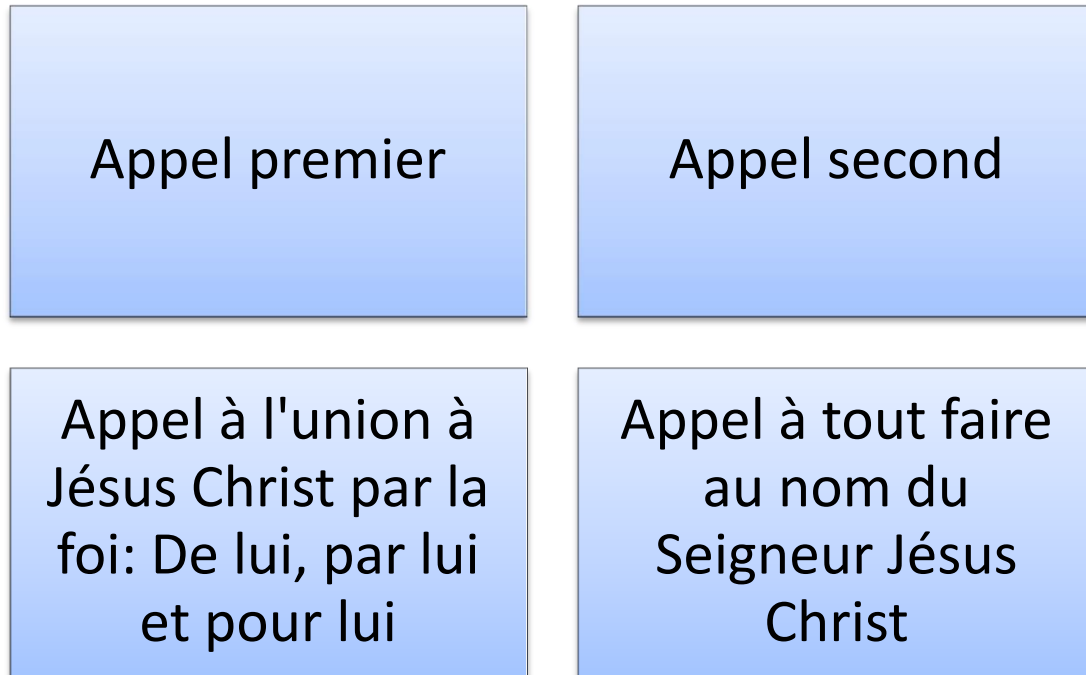 Appel premier
Appel second
Appel à l'union à
Jésus Christ par la
foi: De lui, par lui
et pour lui
Appel à tout faire
au nom du
Seigneur Jésus
Christ